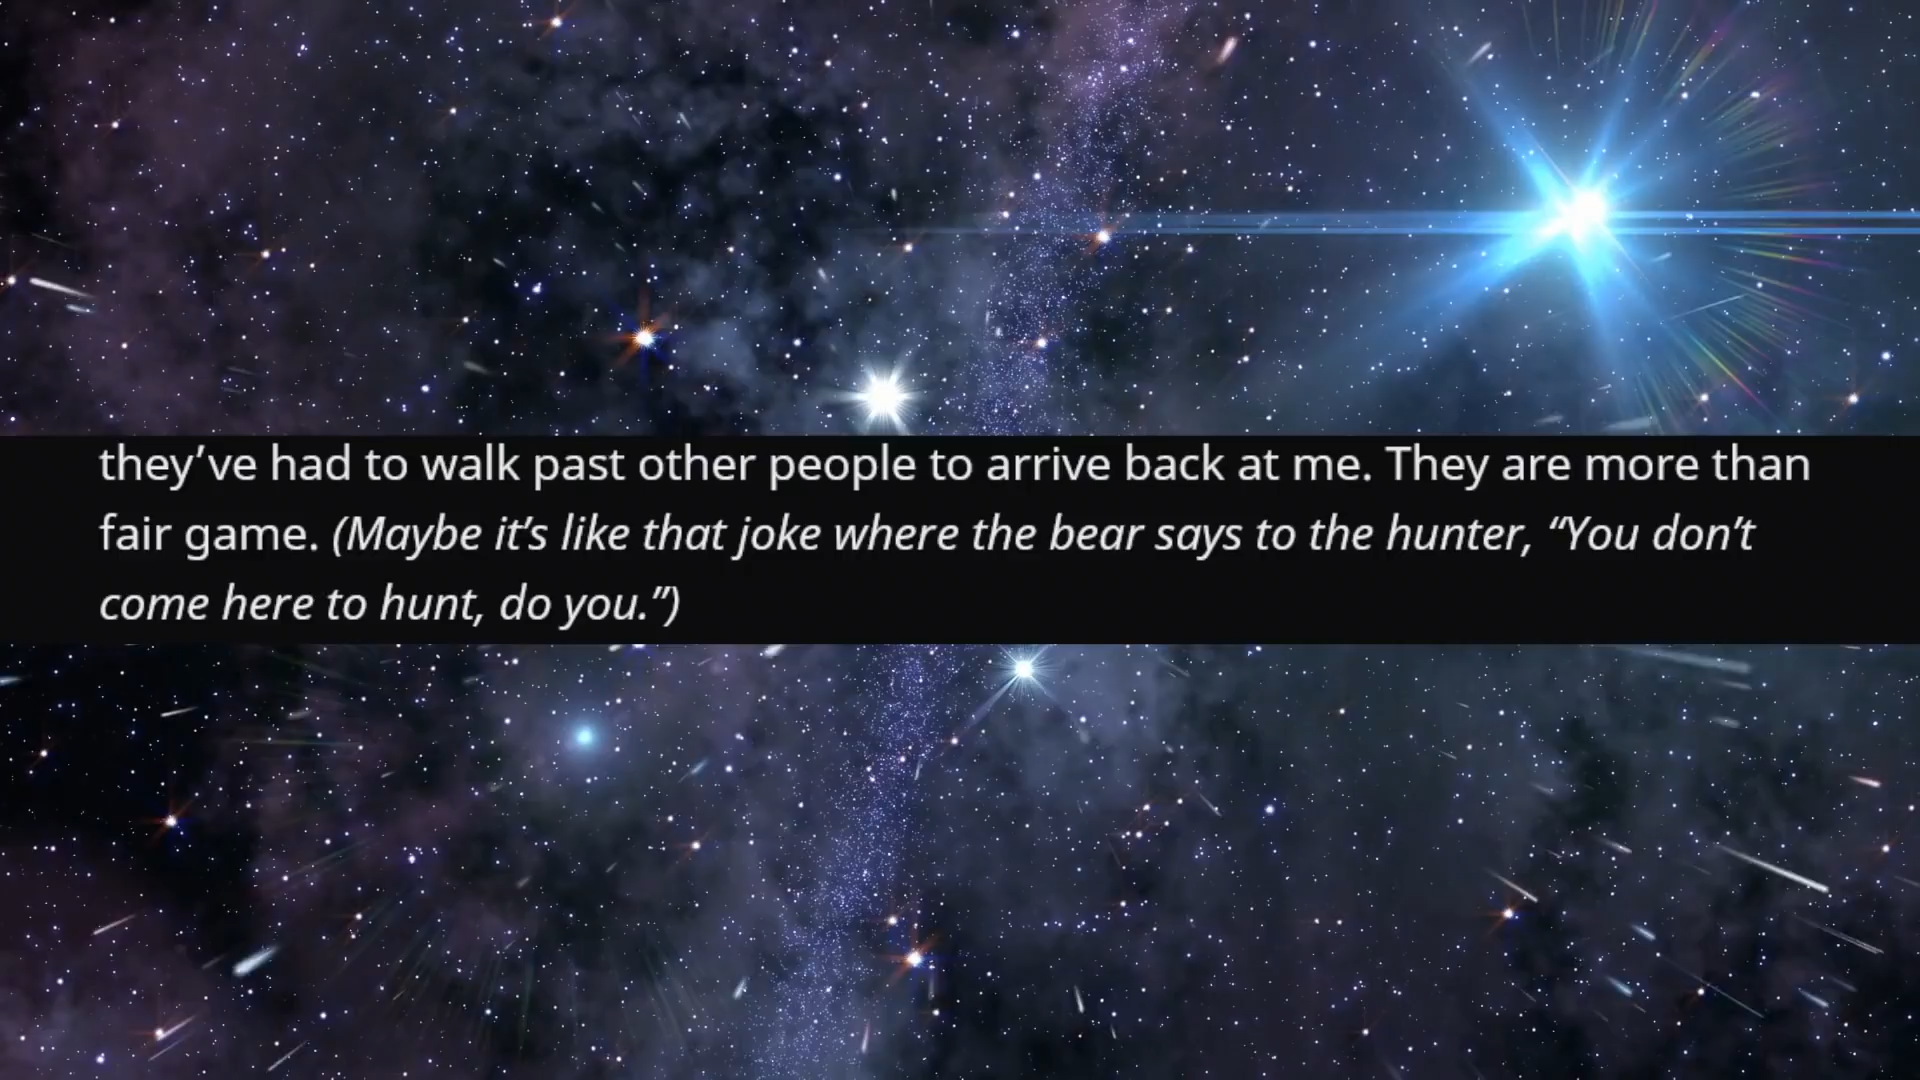 they’ve had to walk past other people to arrive back at me. They are more than
fair game. (Maybe it’s like that joke where the bear says to the hunter, “You don’t
come here to hunt, do you.”)